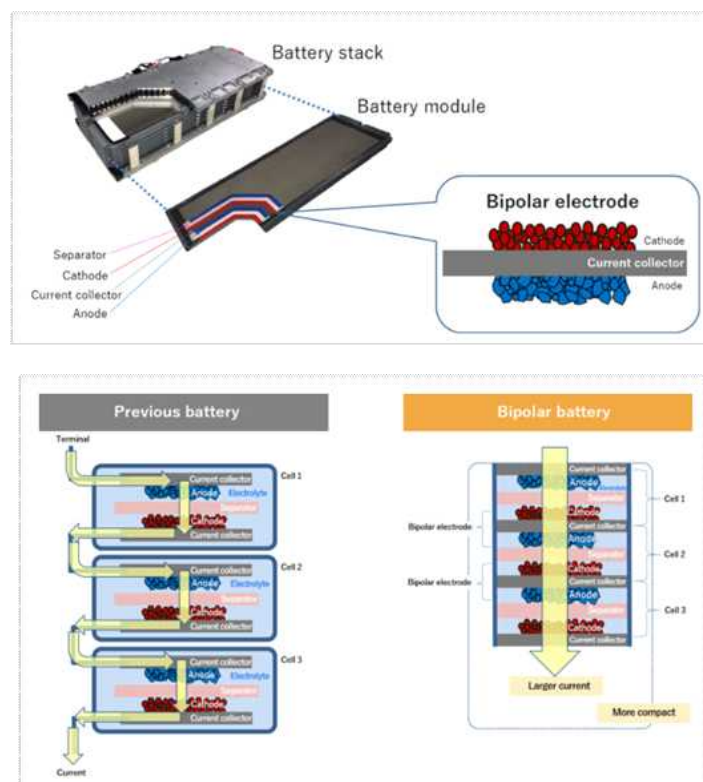 Battery stack
Battery module
Bipolar electrode
Cathode
Current collector
Anode
Separator
Cathode
Current collector
Anode
Previous battery
Terminal
Cell 1
Current collector
Anode
Electrolyte
Separator
Cathode
Current collector
Cell 2
Current collector
Anode
Electrolyte
Separator
Cathode
Current collector
Cell 3
Current collector
Anode
Electrolyte
Separator
Cathode
Current collector
Current
Bipolar battery
Current collector
Anode
Separator
Cell 1
Cathode
Bipolar electrode
Current collector
Anode
Separator
Cell 2
Cathode
Bipolar electrode
Current collector
Anode
Separator
Cell 3
Cathode
Current collector
Larger current
More compact